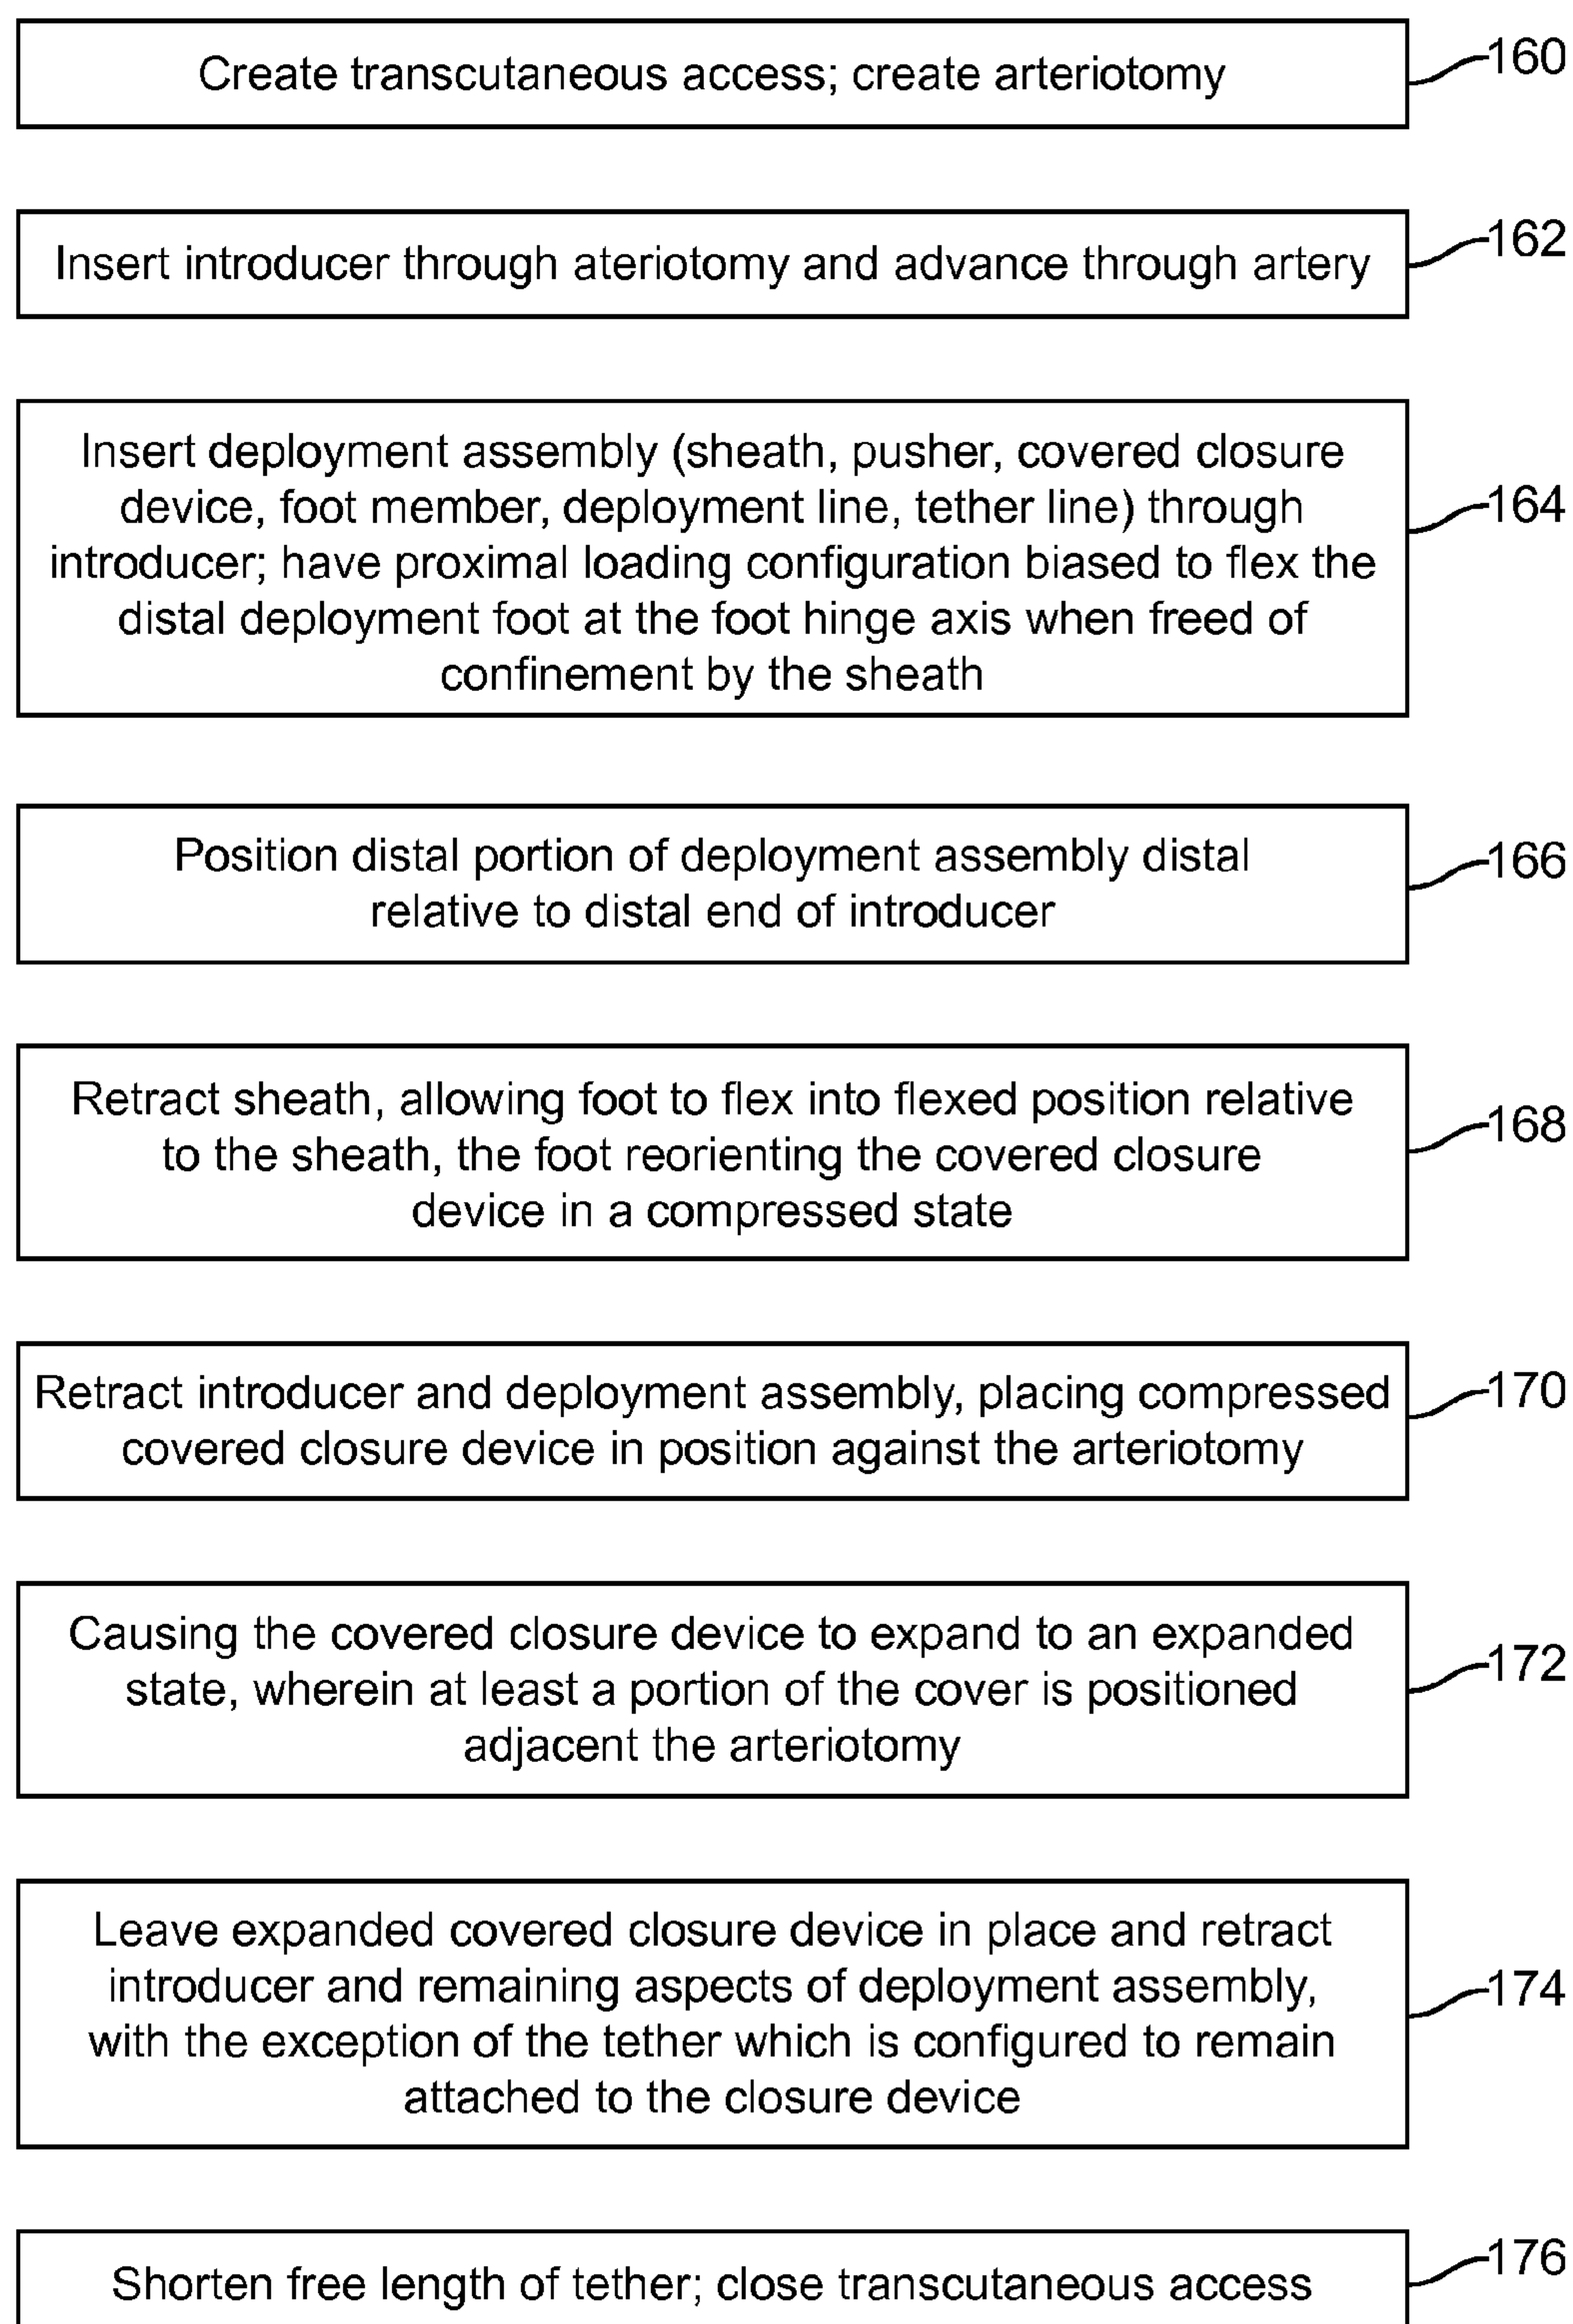 Create transcutaneous access; create arteriotomy
160
Insert introducer through ateriotomy and advance through artery
162
Insert deployment assembly (sheath, pusher, covered closure
device, foot member, deployment line, tether line) through
introducer; have proximal loading configuration biased to flex the
distal deployment foot at the foot hinge axis when freed of
confinement by the sheath
164
Position distal portion of deployment assembly distal
relative to distal end of introducer
166
Retract sheath, allowing foot to flex into flexed position relative
to the sheath, the foot reorienting the covered closure
device in a compressed state
168
Retract introducer and deployment assembly, placing compressed
covered closure device in position against the arteriotomy
170
Causing the covered closure device to expand to an expanded
state, wherein at least a portion of the cover is positioned
adjacent the arteriotomy
172
Leave expanded covered closure device in place and retract
introducer and remaining aspects of deployment assembly,
with the exception of the tether which is configured to remain
attached to the closure device
174
Shorten free length of tether; close transcutaneous access
176